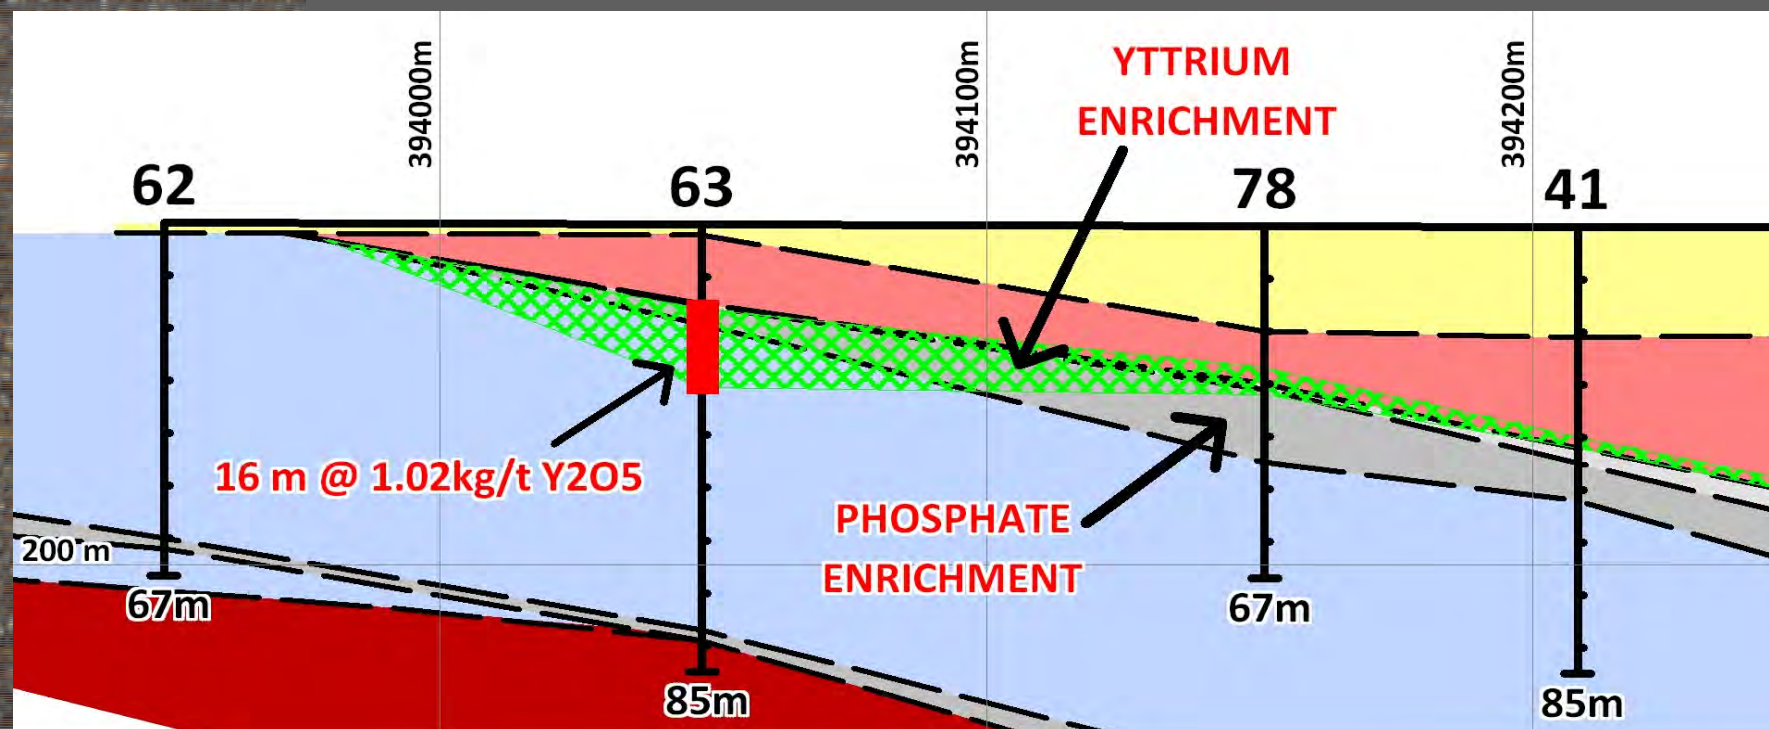 394000m
394100m
394200m
YTTRIUM
ENRICHMENT
62
63
78
41
16 m @ 1.02kg/t Y2O5
PHOSPHATE
ENRICHMENT
200 m
67m
85m
67m
85m